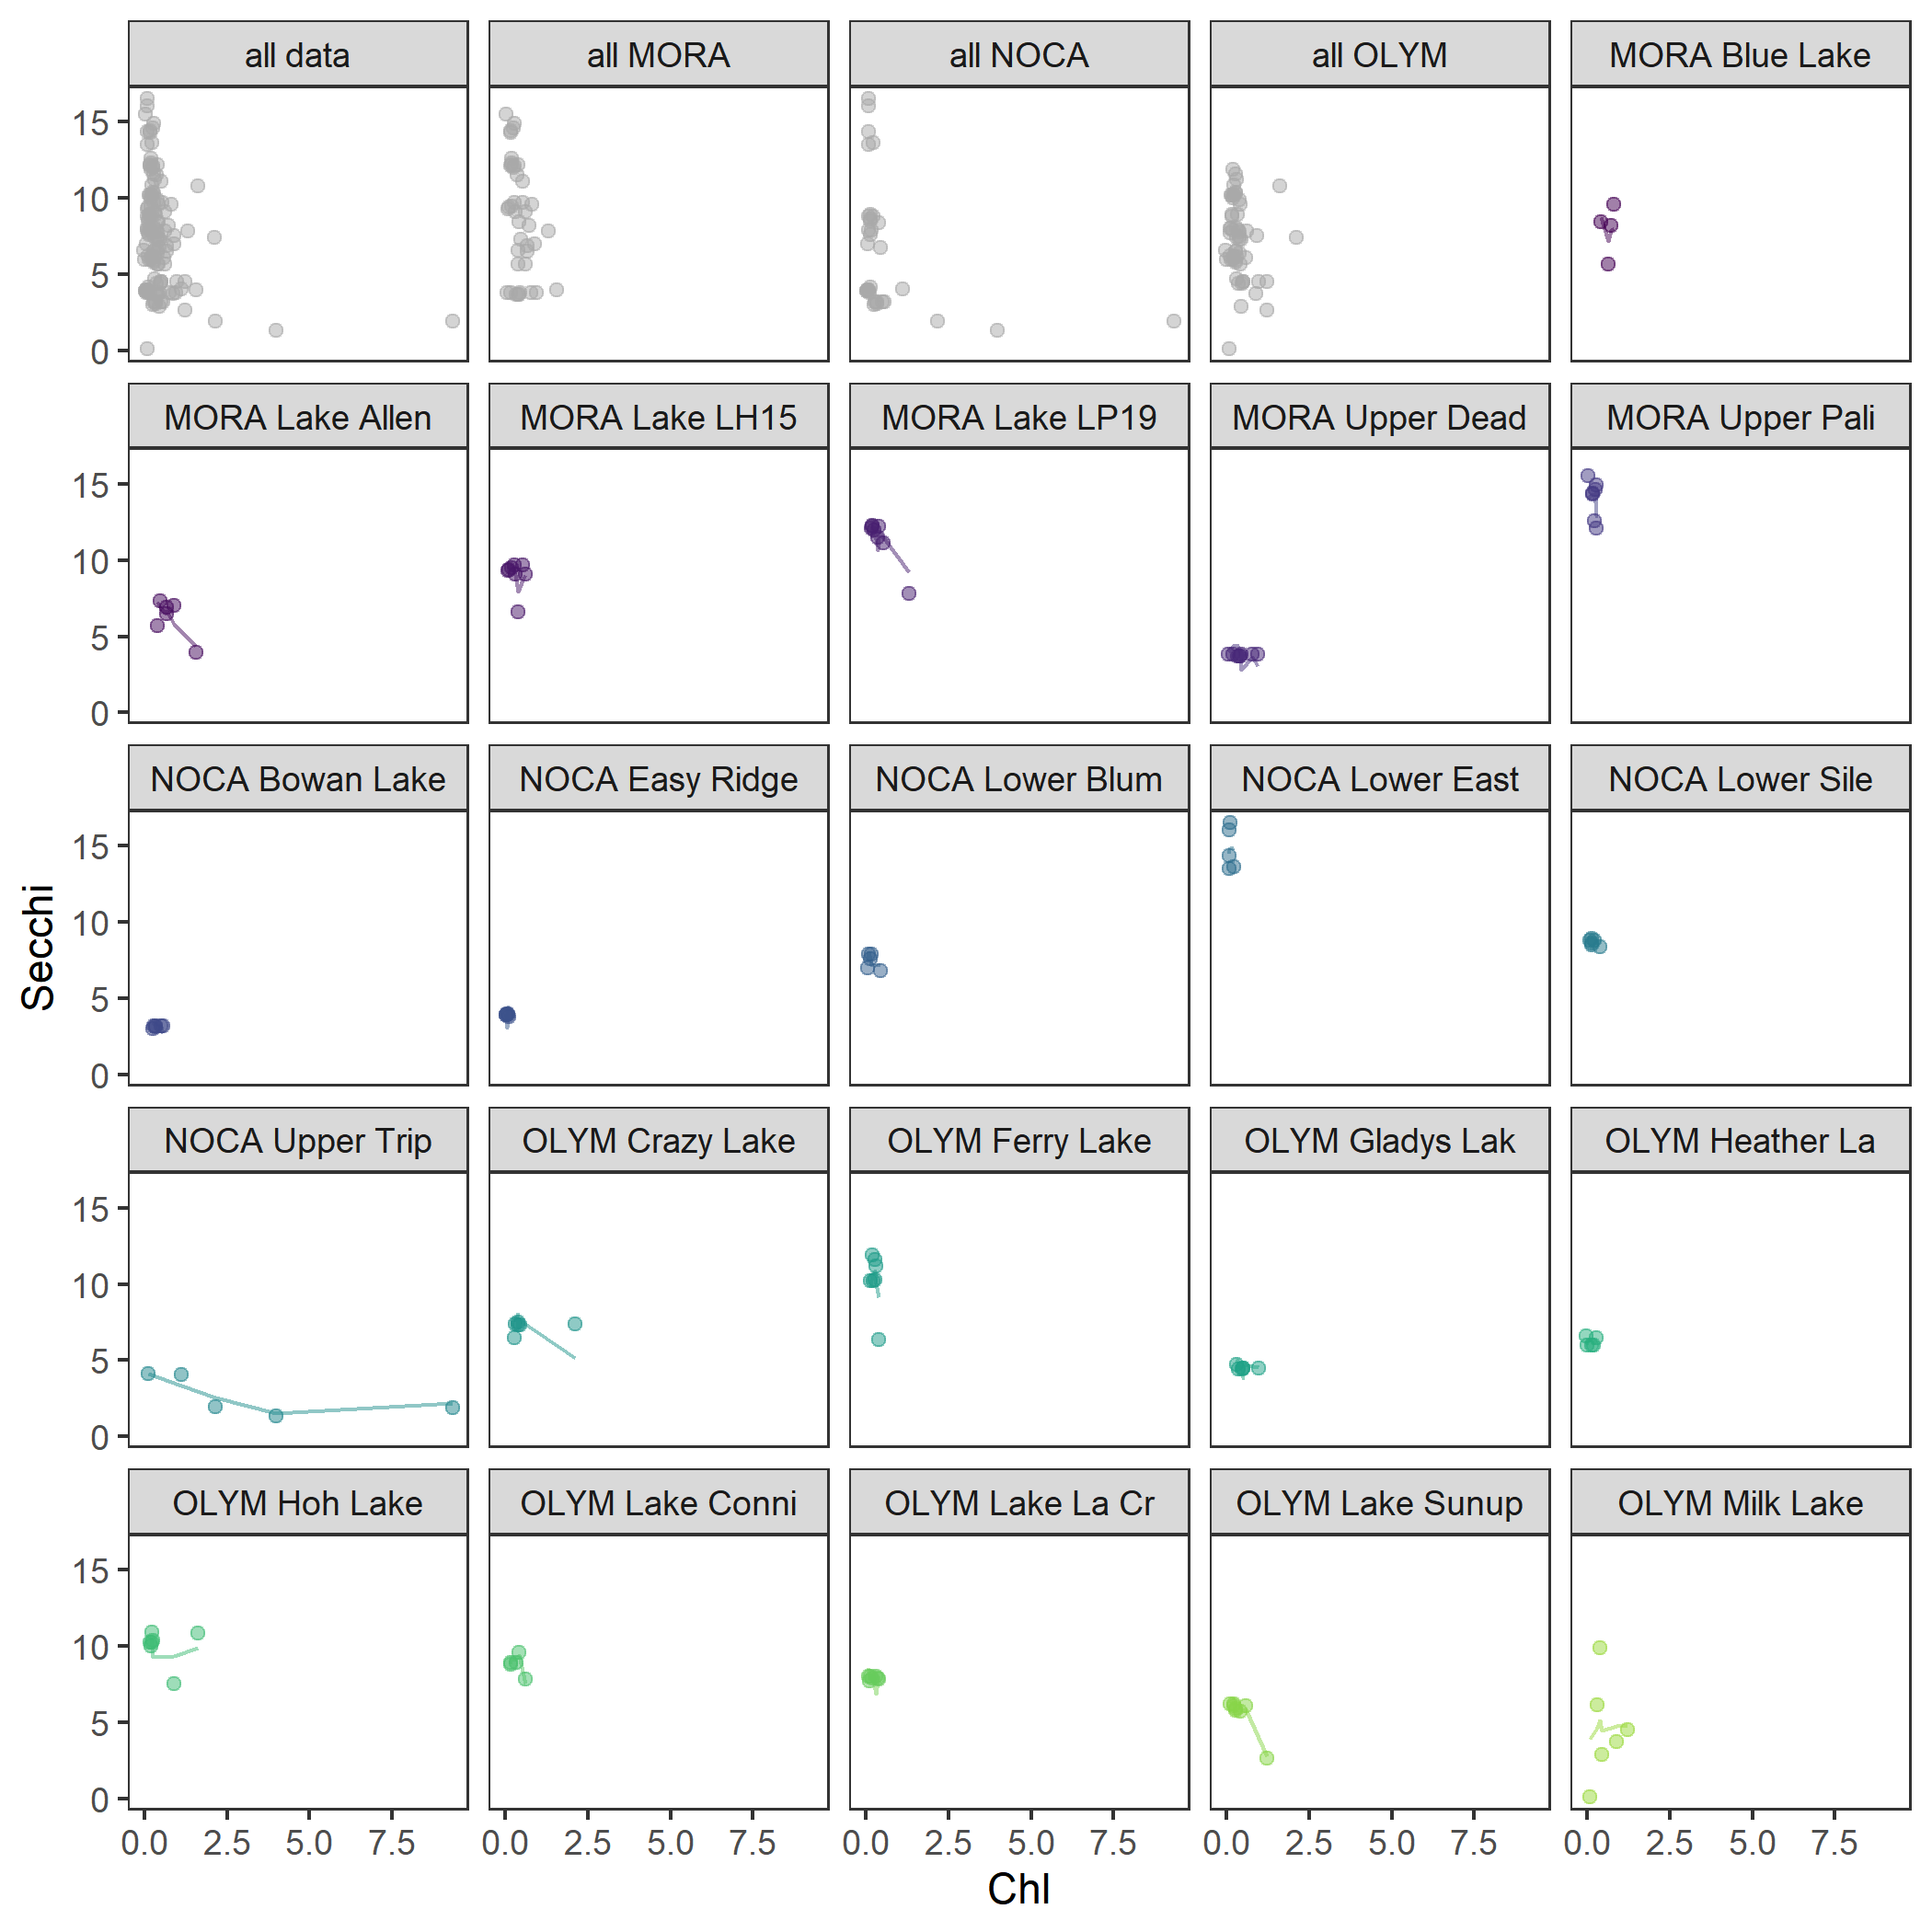 all data
all MORA
all NOCA
all OLYM
MORA Blue Lake
15
10
5
0
MORA Lake Allen
MORA Lake LH15
MORA Lake LP19
MORA Upper Dead
MORA Upper Pali
15
10
5
0
NOCA Bowan Lake
NOCA Easy Ridge
NOCA Lower Blum
NOCA Lower East
NOCA Lower Sile
15
10
5
0
Secchi
NOCA Upper Trip
OLYM Crazy Lake
OLYM Ferry Lake
OLYM Gladys Lak
OLYM Heather La
15
10
5
0
OLYM Hoh Lake
OLYM Lake Conni
OLYM Lake La Cr
OLYM Lake Sunup
OLYM Milk Lake
15
10
5
0
0.0 2.5 5.0 7.5
0.0 2.5 5.0 7.5
0.0 2.5 5.0 7.5
0.0 2.5 5.0 7.5
0.0 2.5 5.0 7.5
Chl